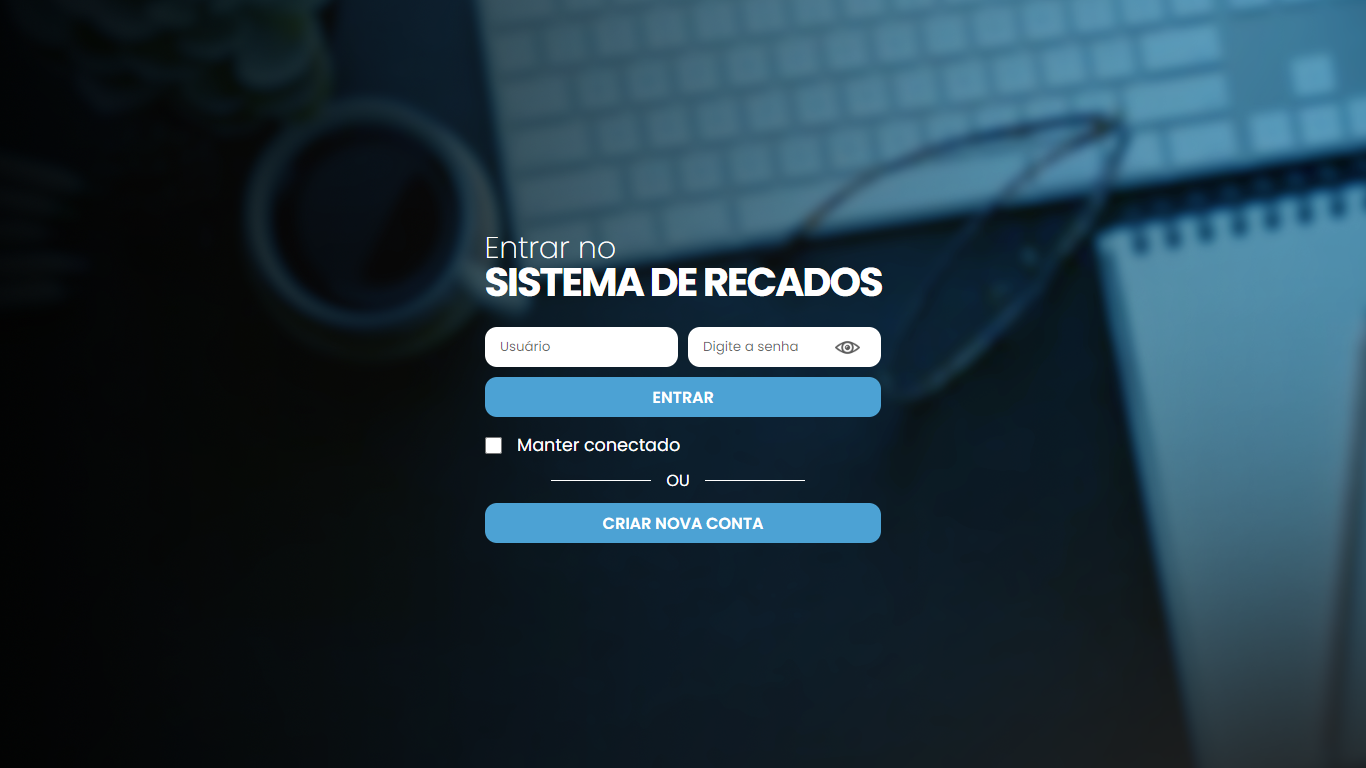 Entrar no
SISTEMA DE RECADOS
Usuário
Digite a senha
ENTRAR
Manter conectado
OU
CRIAR NOVA CONTA